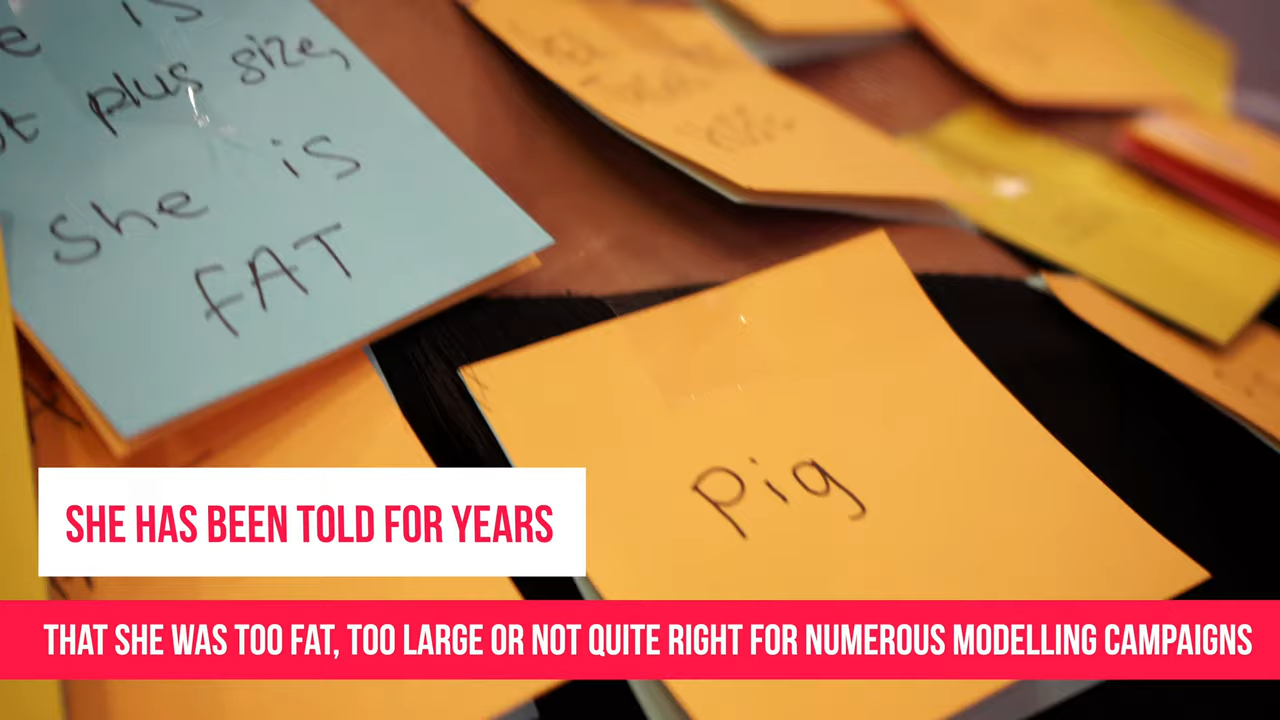 is
plus size,
she is
FAT
pig
SHE HAS BEEN TOLD FOR YEARS
THAT SHE WAS TOO FAT, TOO LARGE OR NOT QUITE RIGHT FOR NUMEROUS MODELLING CAMPAIGNS